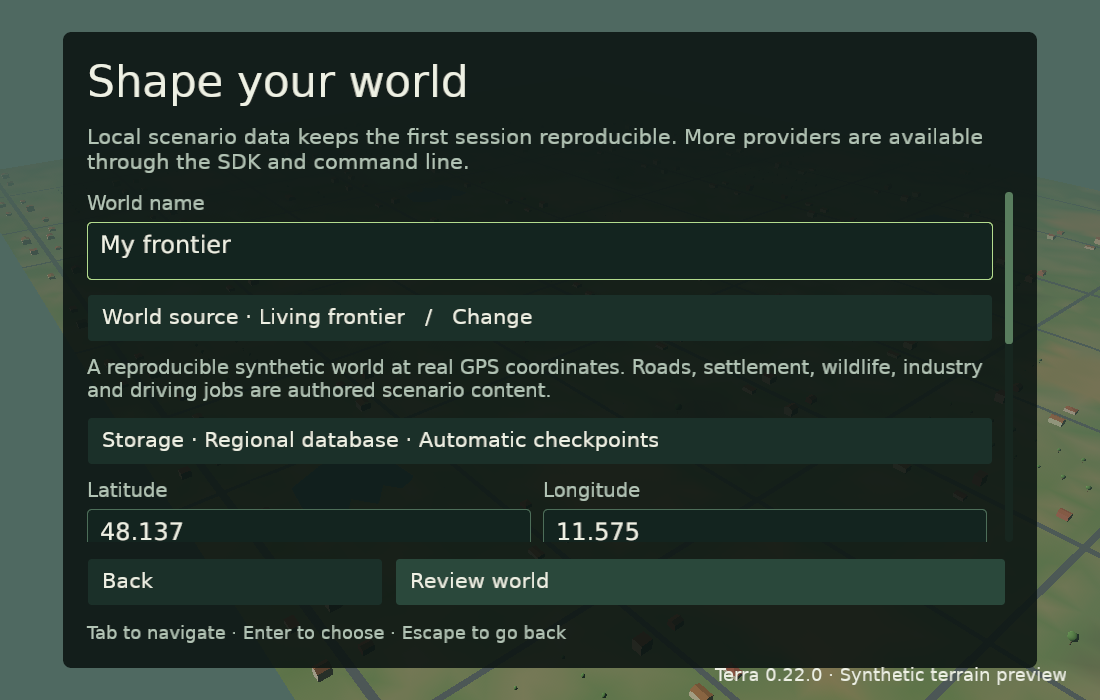 Shape your world
Local scenario data keeps the first session reproducible. More providers are available
through the SDK and command line.
World name
My frontier
World source · Living frontier / Change
A reproducible synthetic world at real GPS coordinates. Roads, settlement, wildlife, industry
and driving jobs are authored scenario content.
Storage · Regional database · Automatic checkpoints
Latitude Longitude
48.137 11.575
Back Review world
Tab to navigate · Enter to choose · Escape to go back
Terra 0.22.0 · Synthetic terrain preview